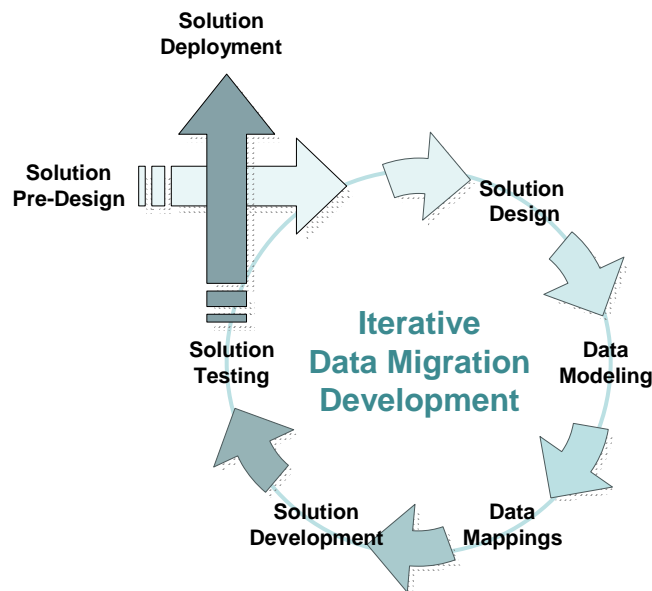 Solution
Deployment
Solution
Pre-Design
Solution
Design
Iterative
Data Migration
Development
Solution
Testing
Data
Modeling
Solution
Development
Data
Mappings